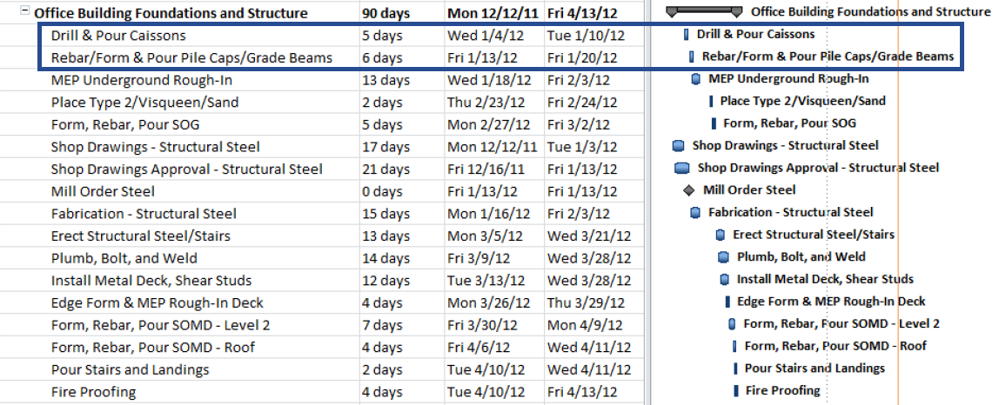 Office Building Foundations and Structure 90 days Mon 12/12/11 Fri 4/13/12 Office Building Foundations and Structure
Drill & Pour Caissons 5 days Wed 1/4/12 Tue 1/10/12 Drill & Pour Caissons
Rebar/Form & Pour Pile Caps/Grade Beams 6 days Fri 1/13/12 Fri 1/20/12 Rebar/Form & Pour Pile Caps/Grade Beams
MEP Underground Rough-In 13 days Wed 1/18/12 Fri 2/3/12 MEP Underground Rough-In
Place Type 2/Visqueen/Sand 2 days Thu 2/23/12 Fri 2/24/12 Place Type 2/Visqueen/Sand
Form, Rebar, Pour SOG 5 days Mon 2/27/12 Fri 3/2/12 Form, Rebar, Pour SOG
Shop Drawings - Structural Steel 17 days Mon 12/12/11 Tue 1/3/12 Shop Drawings - Structural Steel
Shop Drawings Approval - Structural Steel 21 days Fri 12/16/11 Fri 1/13/12 Shop Drawings Approval - Structural Steel
Mill Order Steel 0 days Fri 1/13/12 Fri 1/13/12 Mill Order Steel
Fabrication - Structural Steel 15 days Mon 1/16/12 Fri 2/3/12 Fabrication - Structural Steel
Erect Structural Steel/Stairs 13 days Mon 3/5/12 Wed 3/21/12 Erect Structural Steel/Stairs
Plumb, Bolt, and Weld 14 days Fri 3/9/12 Wed 3/28/12 Plumb, Bolt, and Weld
Install Metal Deck, Shear Studs 12 days Tue 3/13/12 Wed 3/28/12 Install Metal Deck, Shear Studs
Edge Form & MEP Rough-In Deck 4 days Mon 3/26/12 Thu 3/29/12 Edge Form & MEP Rough-In Deck
Form, Rebar, Pour SOMD - Level 2 7 days Fri 3/30/12 Mon 4/9/12 Form, Rebar, Pour SOMD - Level 2
Form, Rebar, Pour SOMD - Roof 4 days Fri 4/6/12 Wed 4/11/12 Form, Rebar, Pour SOMD - Roof
Pour Stairs and Landings 2 days Tue 4/10/12 Wed 4/11/12 Pour Stairs and Landings
Fire Proofing 4 days Tue 4/10/12 Fri 4/13/12 Fire Proofing